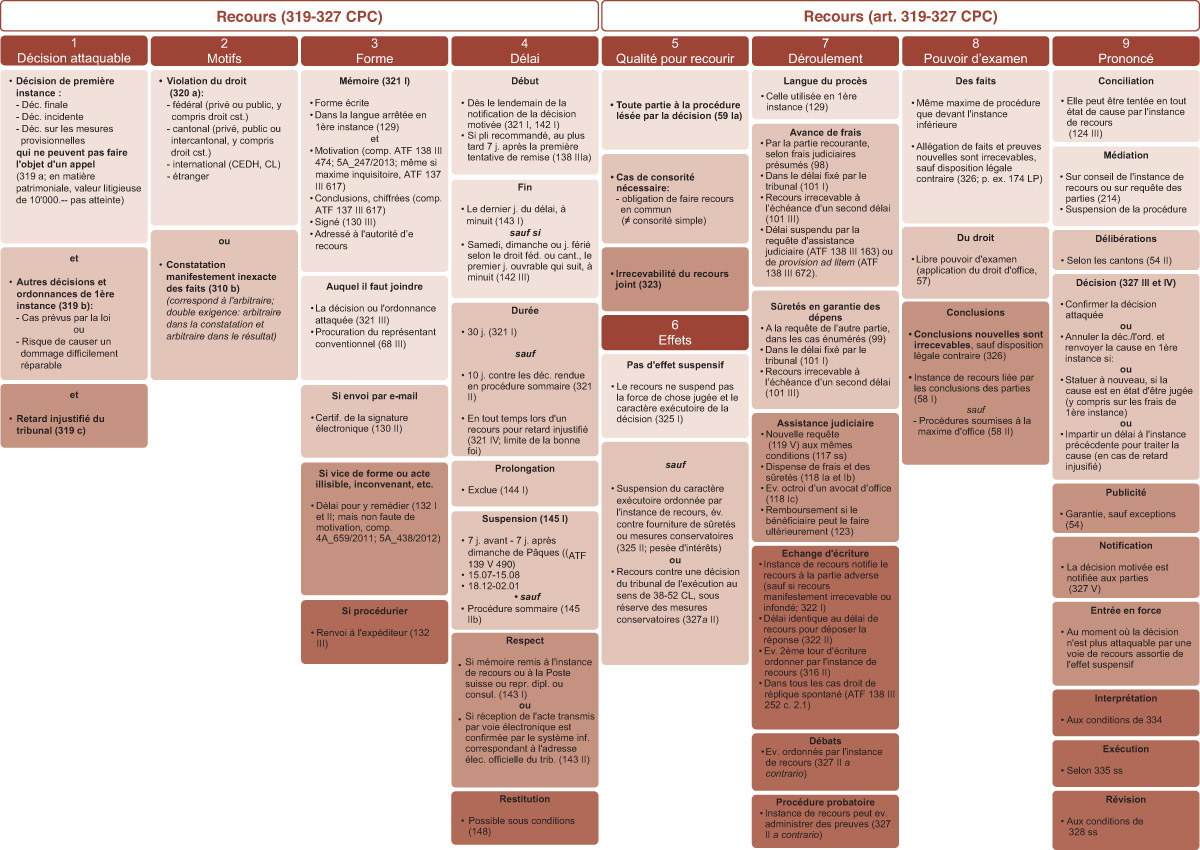 Recours (319-327 CPC)
Recours (art. 319-327 CPC)
1
Décision attaquable
• Décision de première
instance :
- Déc. finale
- Déc. incidente
- Déc. sur les mesures
provisionnelles
qui ne peuvent pas faire
l'objet d'un appel
(319 a; en matière
patrimoniale, valeur litigieuse
de 10'000.-- pas atteinte)
et
• Autres décisions et
ordonnances de 1ère
instance (319 b):
- Cas prévus par la loi
ou
- Risque de causer un
dommage difficilement
réparable
et
• Retard injustifié du
tribunal (319 c)
2
Motifs
• Violation du droit
(320 a):
- fédéral (privé ou public, y
compris droit cst.)
- cantonal (privé, public ou
intercantonal, y compris
droit cst.)
- international (CEDH, CL)
- étranger
ou
• Constatation
manifestement inexacte
des faits (310 b)
(correspond à l'arbitraire;
double exigence: arbitraire
dans la constatation et
arbitraire dans le résultat)
3
Forme
Mémoire (321 I)
• Forme écrite
• Dans la langue arrêtée en
1ère instance (129)
et
• Motivation (comp. ATF 138 III
474; 5A_247/2013; même si
maxime inquisitoire, ATF 137
III 617)
• Conclusions, chiffrées (comp.
ATF 137 III 617)
• Signé (130 III)
• Adressé à l'autorité d'e
recours
Auquel il faut joindre
• La décision ou l'ordonnance
attaquée (321 III)
• Procuration du représentant
conventionnel (68 III)
Si envoi par e-mail
• Certif. de la signature
électronique (130 II)
Si vice de forme ou acte
illisible, inconvenant, etc.
• Délai pour y remédier (132 I
et II; mais non faute de
motivation, comp.
4A_659/2011; 5A_438/2012)
Si procédurier
• Renvoi à l'expéditeur (132
III)
4
Délai
Début
• Dès le lendemain de la
notification de la décision
motivée (321 I, 142 I)
• Si pli recommandé, au plus
tard 7 j. après la première
tentative de remise (138 IIIa)
Fin
• Le dernier j. du délai, à
minuit (143 I)
sauf si
• Samedi, dimanche ou j. férié
selon le droit féd. ou cant., le
premier j. ouvrable qui suit, à
minuit (142 III)
Durée
• 30 j. (321 I)
sauf
• 10 j. contre les déc. rendue
en procédure sommaire (321
II)
• En tout temps lors d'un
recours pour retard injustifié
(321 IV; limite de la bonne
foi)
Prolongation
• Exclue (144 I)
Suspension (145 I)
• 7 j. avant - 7 j. après
dimanche de Pâques ((ATF
139 V 490)
• 15.07-15.08
• 18.12-02.01
• sauf
• Procédure sommaire (145
IIb)
Respect
• Si mémoire remis à l'instance
de recours ou à la Poste
suisse ou repr. dipl. ou
consul. (143 I)
ou
• Si réception de l'acte transmis
par voie électronique est
confirmée par le système inf.
correspondant à l'adresse
élec. officielle du trib. (143 II)
Restitution
• Possible sous conditions
(148)
5
Qualité pour recourir
• Toute partie à la procédure
lésée par la décision (59 Ia)
• Cas de consorité
nécessaire:
- obligation de faire recours
en commun
(≠ consorité simple)
• Irrecevabilité du recours
joint (323)
6
Effets
Pas d'effet suspensif
• Le recours ne suspend pas
la force de chose jugée et le
caractère exécutoire de la
décision (325 I)
sauf
• Suspension du caractère
exécutoire ordonnée par
l'instance de recours, év.
contre fourniture de sûretés
ou mesures conservatoires
(325 II; pesée d'intérêts)
ou
• Recours contre une décision
du tribunal de l'exécution au
sens de 38-52 CL, sous
réserve des mesures
conservatoires (327a II)
7
Déroulement
Langue du procès
• Celle utilisée en 1ère
instance (129)
Avance de frais
• Par la partie recourante,
selon frais judiciaires
présumés (98)
• Dans le délai fixé par le
tribunal (101 I)
• Recours irrecevable à
l'échéance d'un second délai
(101 III)
• Délai suspendu par la
requête d'assistance
judiciaire (ATF 138 III 163) ou
de provision ad litem (ATF
138 III 672).
Sûretés en garantie des
dépens
• A la requête de l'autre partie,
dans les cas énumérés (99)
• Dans le délai fixé par le
tribunal (101 I)
• Recours irrecevable à
l'échéance d'un second délai
(101 III)
Assistance judiciaire
• Nouvelle requête
(119 V) aux mêmes
conditions (117 ss)
• Dispense de frais et des
sûretés (118 Ia et Ib)
• Ev. octroi d'un avocat d'office
(118 Ic)
• Remboursement si le
bénéficiaire peut le faire
ultérieurement (123)
Echange d'écriture
• Instance de recours notifie le
recours à la partie adverse
(sauf si recours
manifestement irrecevable ou
infondé; 322 I)
• Délai identique au délai de
recours pour déposer la
réponse (322 II)
• Ev. 2ème tour d'écriture
ordonner par l'instance de
recours (316 II)
• Dans tous les cas droit de
réplique spontané (ATF 138 III
252 c. 2.1)
Débats
• Ev. ordonnés par l'instance
de recours (327 II a
contrario)
Procédure probatoire
• Instance de recours peut ev.
administrer des preuves (327
II a contrario)
8
Pouvoir d'examen
Des faits
• Même maxime de procédure
que devant l'instance
inférieure
• Allégation de faits et preuves
nouvelles sont irrecevables,
sauf disposition légale
contraire (326; p. ex. 174 LP)
Du droit
• Libre pouvoir d'examen
(application du droit d'office,
57)
Conclusions
• Conclusions nouvelles sont
irrecevables, sauf disposition
légale contraire (326)
• Instance de recours liée par
les conclusions des parties
(58 I)
sauf
- Procédures soumises à la
maxime d'office (58 II)
9
Prononcé
Conciliation
• Elle peut être tentée en tout
état de cause par l'instance
de recours
(124 III)
Médiation
• Sur conseil de l'instance de
recours ou sur requête des
parties (214)
• Suspension de la procédure
Délibérations
• Selon les cantons (54 II)
Décision (327 III et IV)
• Confirmer la décision
attaquée
ou
• Annuler la déc./l'ord. et
renvoyer la cause en 1ère
instance si:
ou
• Statuer à nouveau, si la
cause est en état d'être jugée
(y compris sur les frais de
1ère instance)
ou
• Impartir un délai à l'instance
précécdente pour traiter la
cause (en cas de retard
injusifié)
Publicité
• Garantie, sauf exceptions
(54)
Notification
• La décision motivée est
notifiée aux parties
(327 V)
Entrée en force
• Au moment où la décision
n'est plus attaquable par une
voie de recours assortie de
l'effet suspensif
Interprétation
• Aux conditions de 334
Exécution
• Selon 335 ss
Révision
• Aux conditions de
328 ss